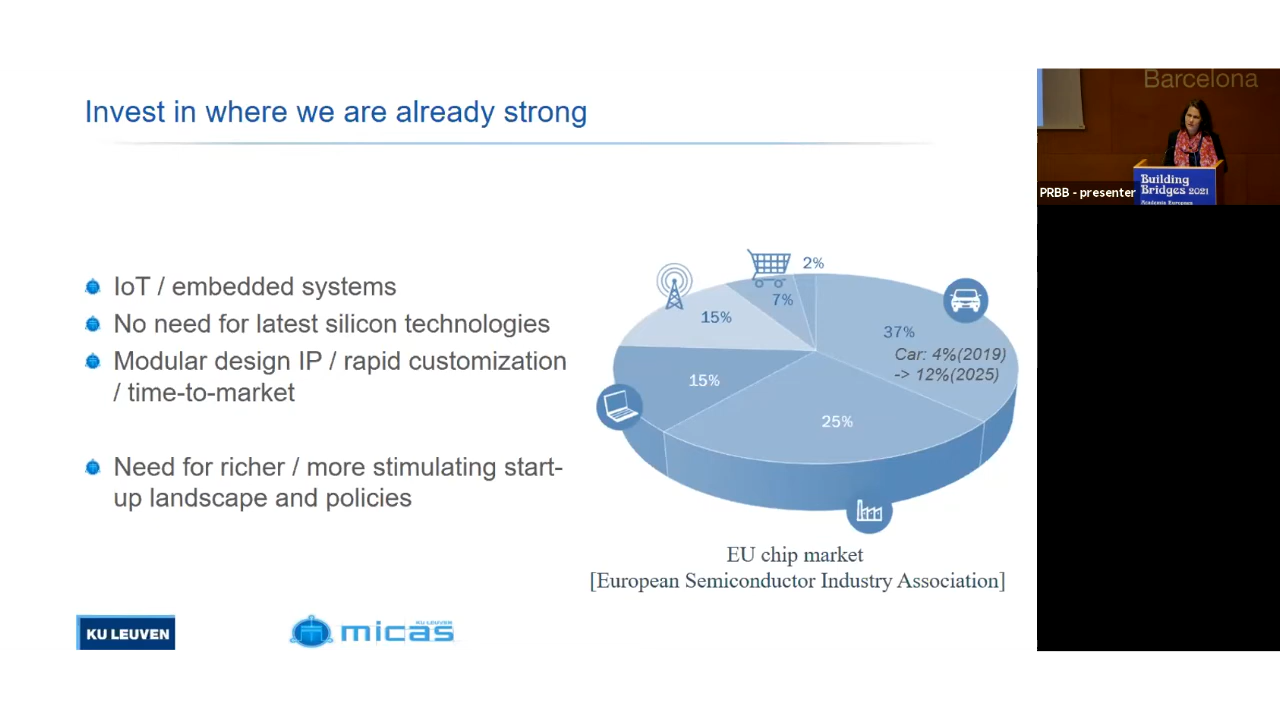 Invest in where we are already strong
IoT / embedded systems
No need for latest silicon technologies
Modular design IP / rapid customization
/ time-to-market
Need for richer / more stimulating start-
up landscape and policies
2%
7%
15%
37%
Car: 4%(2019)
-> 12%(2025)
15%
25%
EU chip market
[European Semiconductor Industry Association]
KU LEUVEN
KU LEUVEN
micas
Barcelona
Building
Bridges 2021
PRBB - presenter